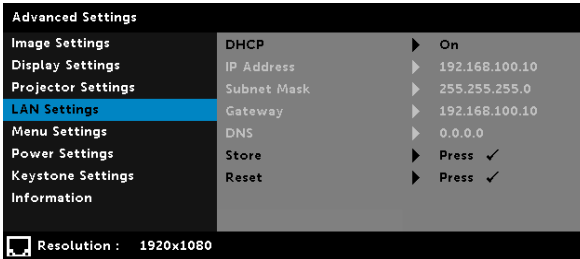 Advanced Settings
Image Settings
Display Settings
Projector Settings
LAN Settings
Menu Settings
Power Settings
Keystone Settings
Information
DHCP On
IP Address 192.168.100.10
Subnet Mask 255.255.255.0
Gateway 192.168.100.10
DNS 0.0.0.0
Store Press ✓
Reset Press ✓
Resolution : 1920x1080